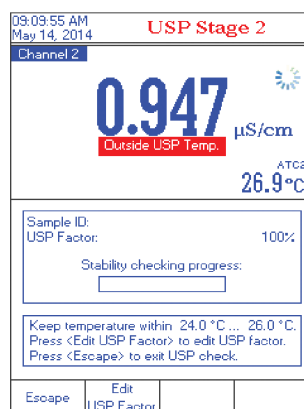 09:09:55 AM
May 14, 2014
USP Stage 2
Channel 2
0.947 µS/cm
Outside USP Temp.
ATC2
26.9°C
Sample ID:
USP Factor: 100%
Stability checking progress:
Keep temperature within 24.0 °C ... 26.0 °C.
Press <Edit USP Factor> to edit USP factor.
Press <Escape> to exit USP check.
Escape
Edit
USP Factor